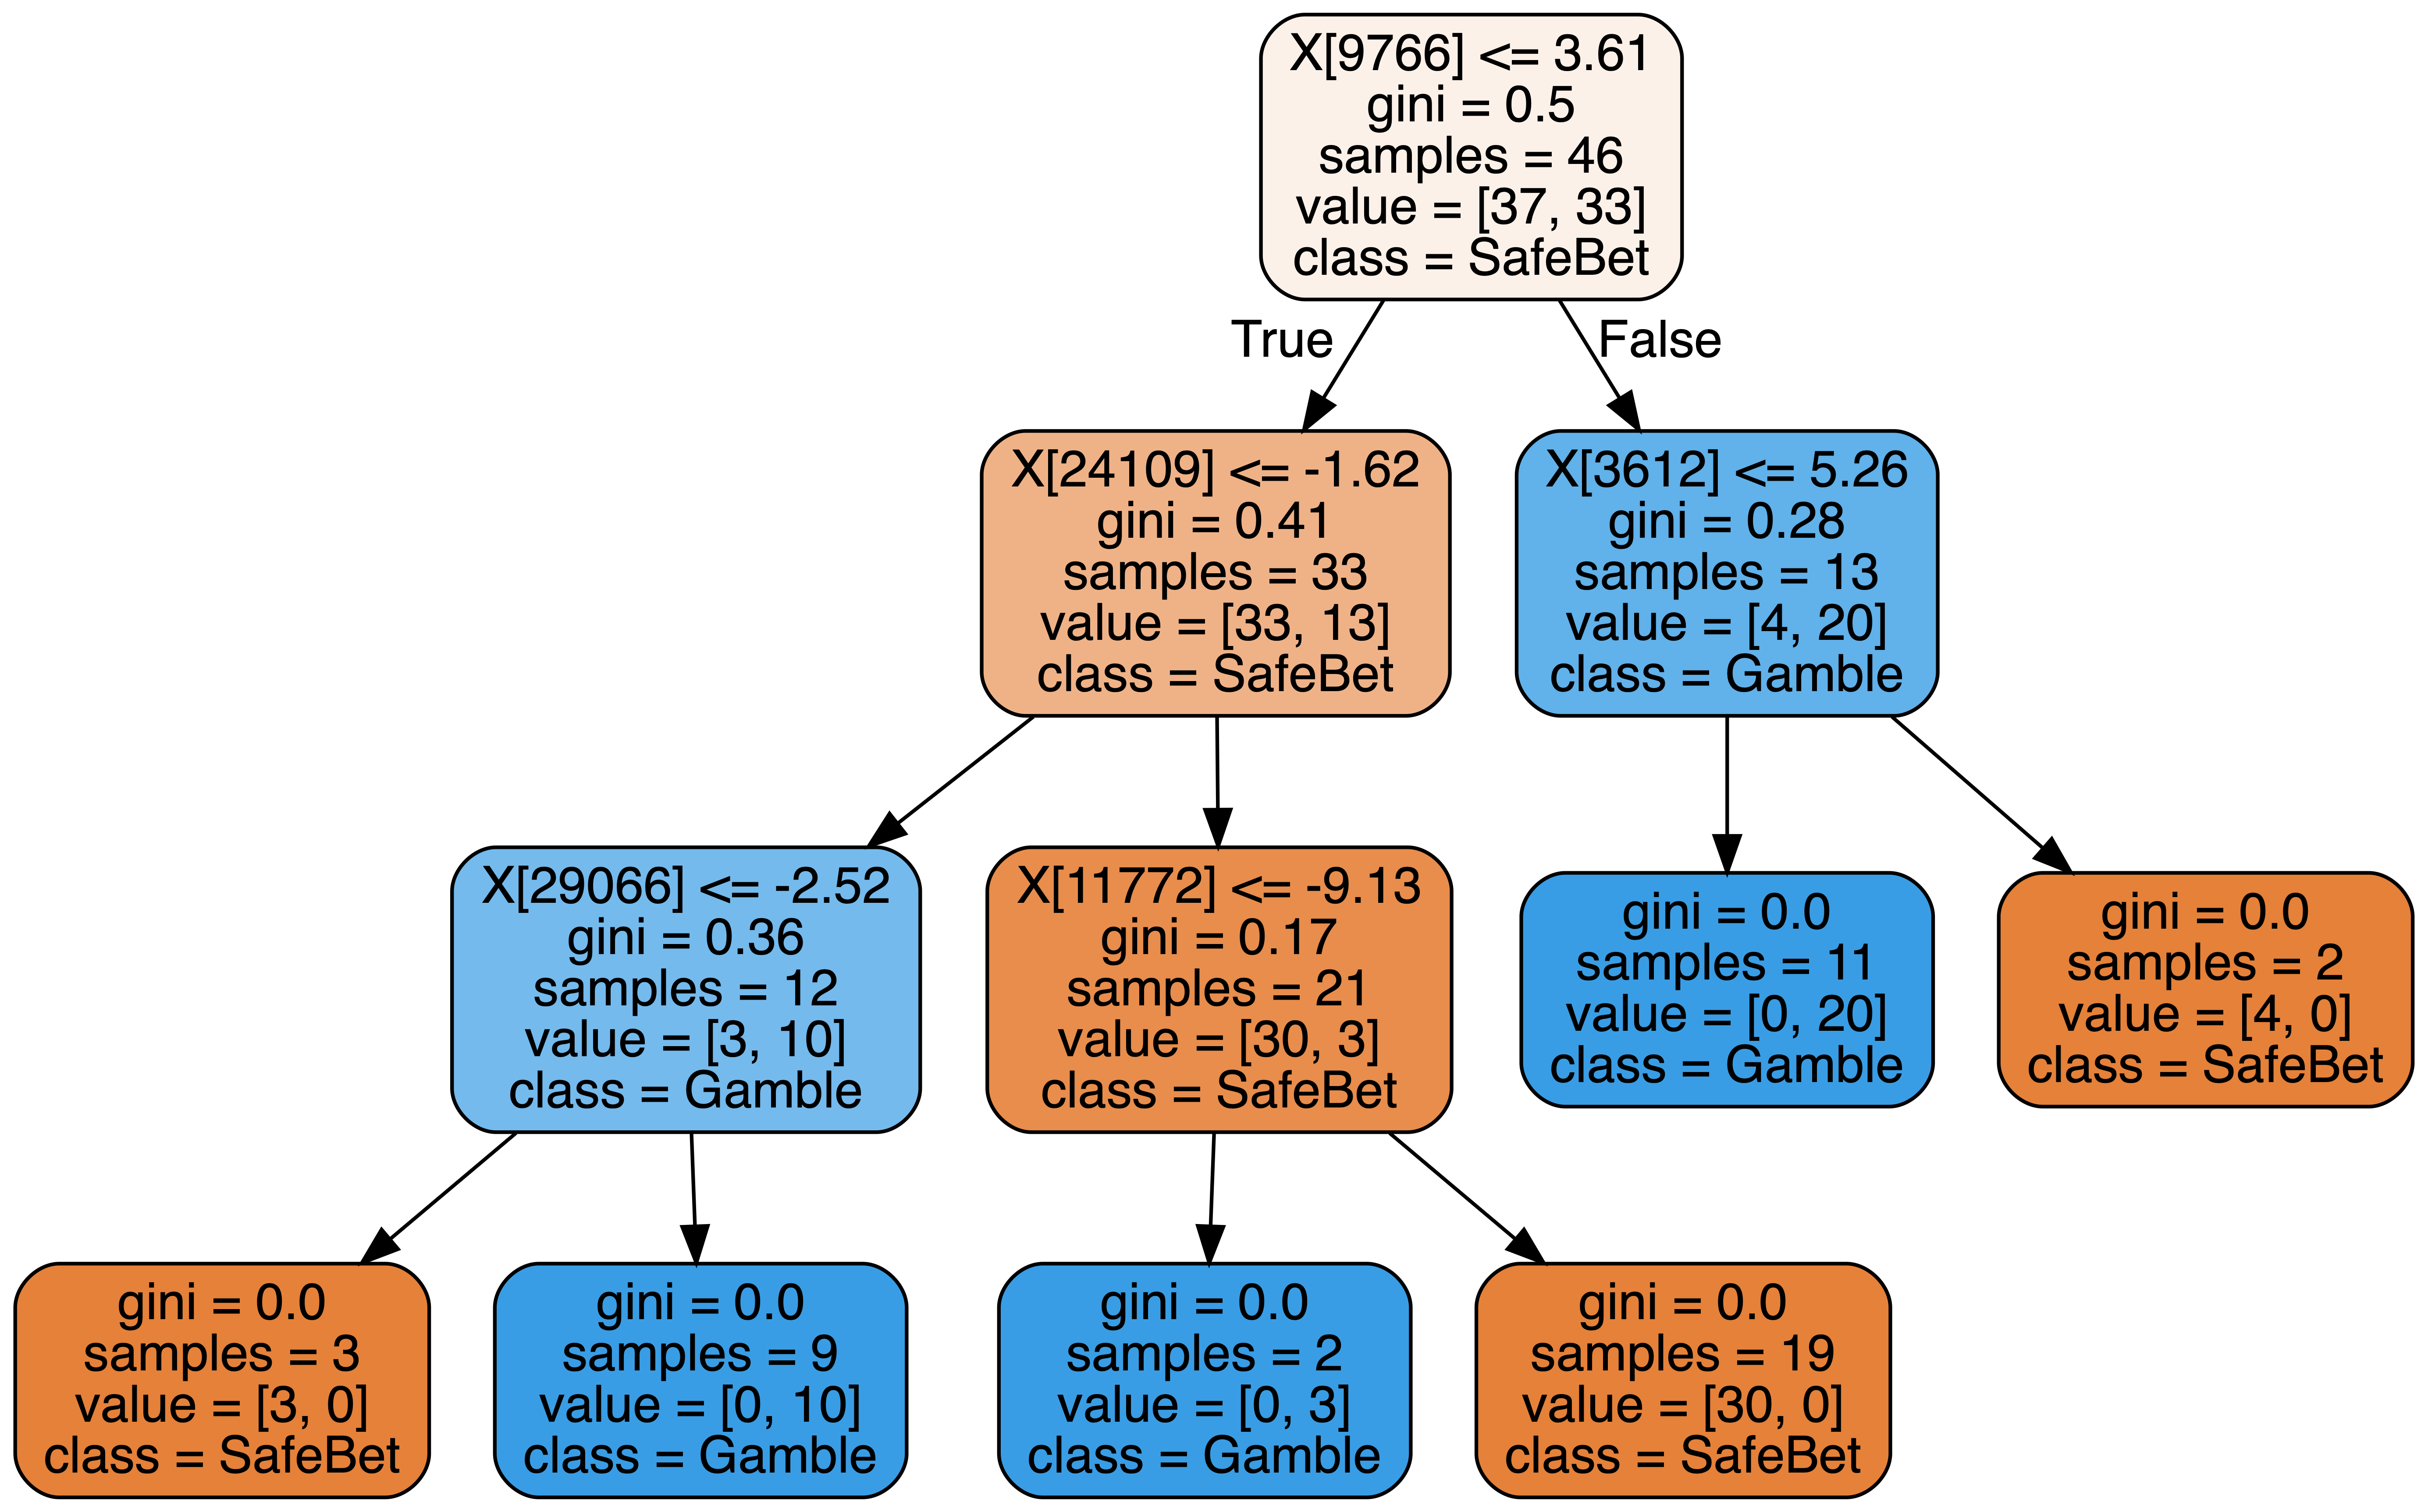 X[9766] <= 3.61
gini = 0.5
samples = 46
value = [37, 33]
class = SafeBet
True
False
X[24109] <= -1.62
gini = 0.41
samples = 33
value = [33, 13]
class = SafeBet
X[3612] <= 5.26
gini = 0.28
samples = 13
value = [4, 20]
class = Gamble
X[29066] <= -2.52
gini = 0.36
samples = 12
value = [3, 10]
class = Gamble
X[11772] <= -9.13
gini = 0.17
samples = 21
value = [30, 3]
class = SafeBet
gini = 0.0
samples = 11
value = [0, 20]
class = Gamble
gini = 0.0
samples = 2
value = [4, 0]
class = SafeBet
gini = 0.0
samples = 3
value = [3, 0]
class = SafeBet
gini = 0.0
samples = 9
value = [0, 10]
class = Gamble
gini = 0.0
samples = 2
value = [0, 3]
class = Gamble
gini = 0.0
samples = 19
value = [30, 0]
class = SafeBet